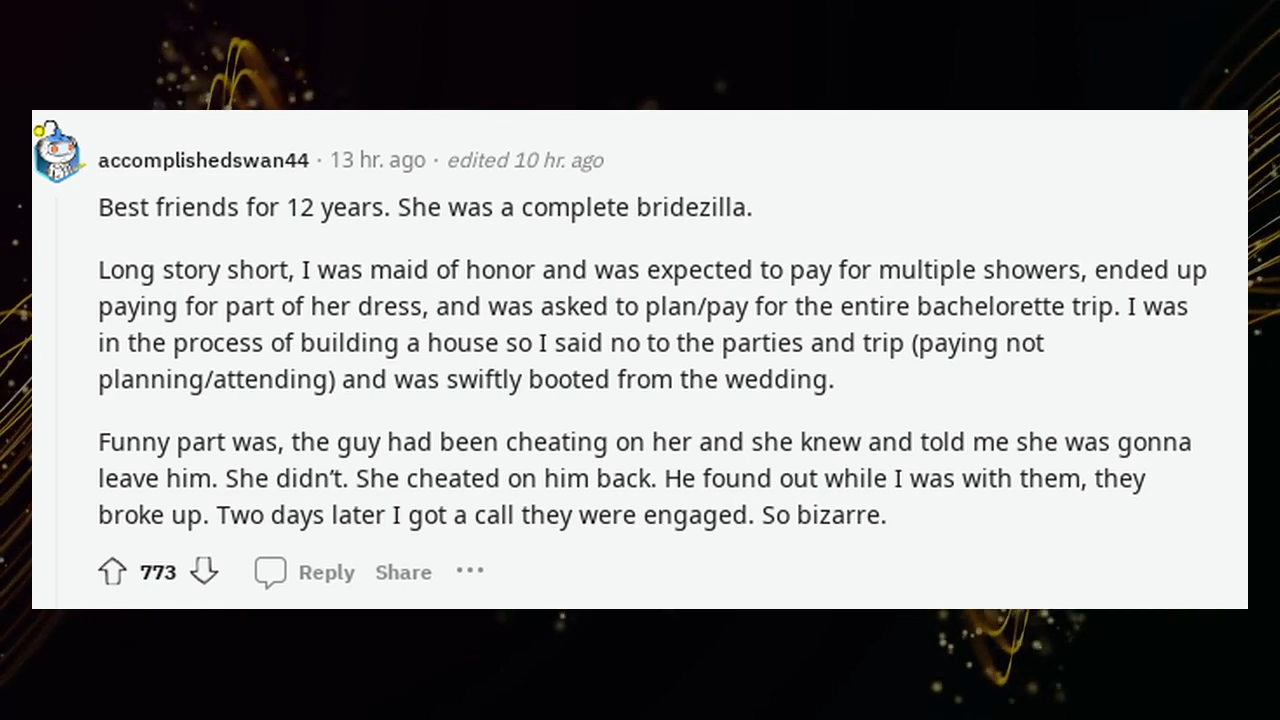 accomplishedswan44 · 13 hr. ago · edited 10 hr. ago
Best friends for 12 years. She was a complete bridezilla.
Long story short, I was maid of honor and was expected to pay for multiple showers, ended up
paying for part of her dress, and was asked to plan/pay for the entire bachelorette trip. I was
in the process of building a house so I said no to the parties and trip (paying not
planning/attending) and was swiftly booted from the wedding.
Funny part was, the guy had been cheating on her and she knew and told me she was gonna
leave him. She didn’t. She cheated on him back. He found out while I was with them, they
broke up. Two days later I got a call they were engaged. So bizarre.
773 Reply Share •••